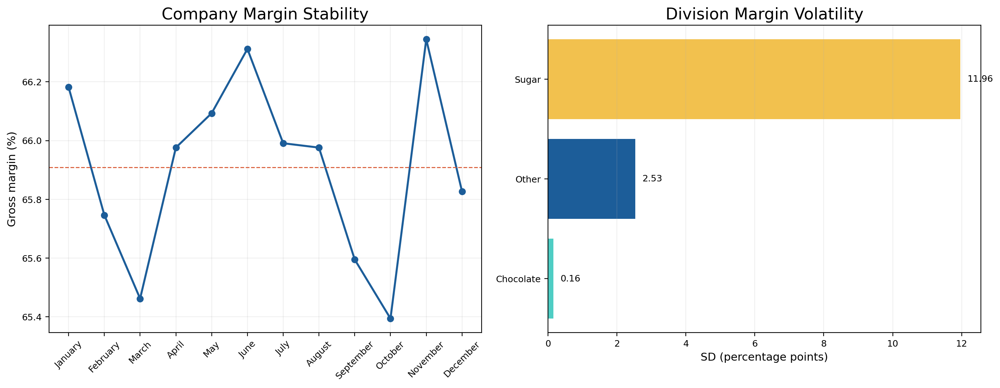 Company Margin Stability
Gross margin (%)
66.2
66.0
65.8
65.6
65.4
January
February
March
April
May
June
July
August
September
October
November
December
Division Margin Volatility
Sugar
11.96
Other
2.53
Chocolate
0.16
0
2
4
6
8
10
12
SD (percentage points)